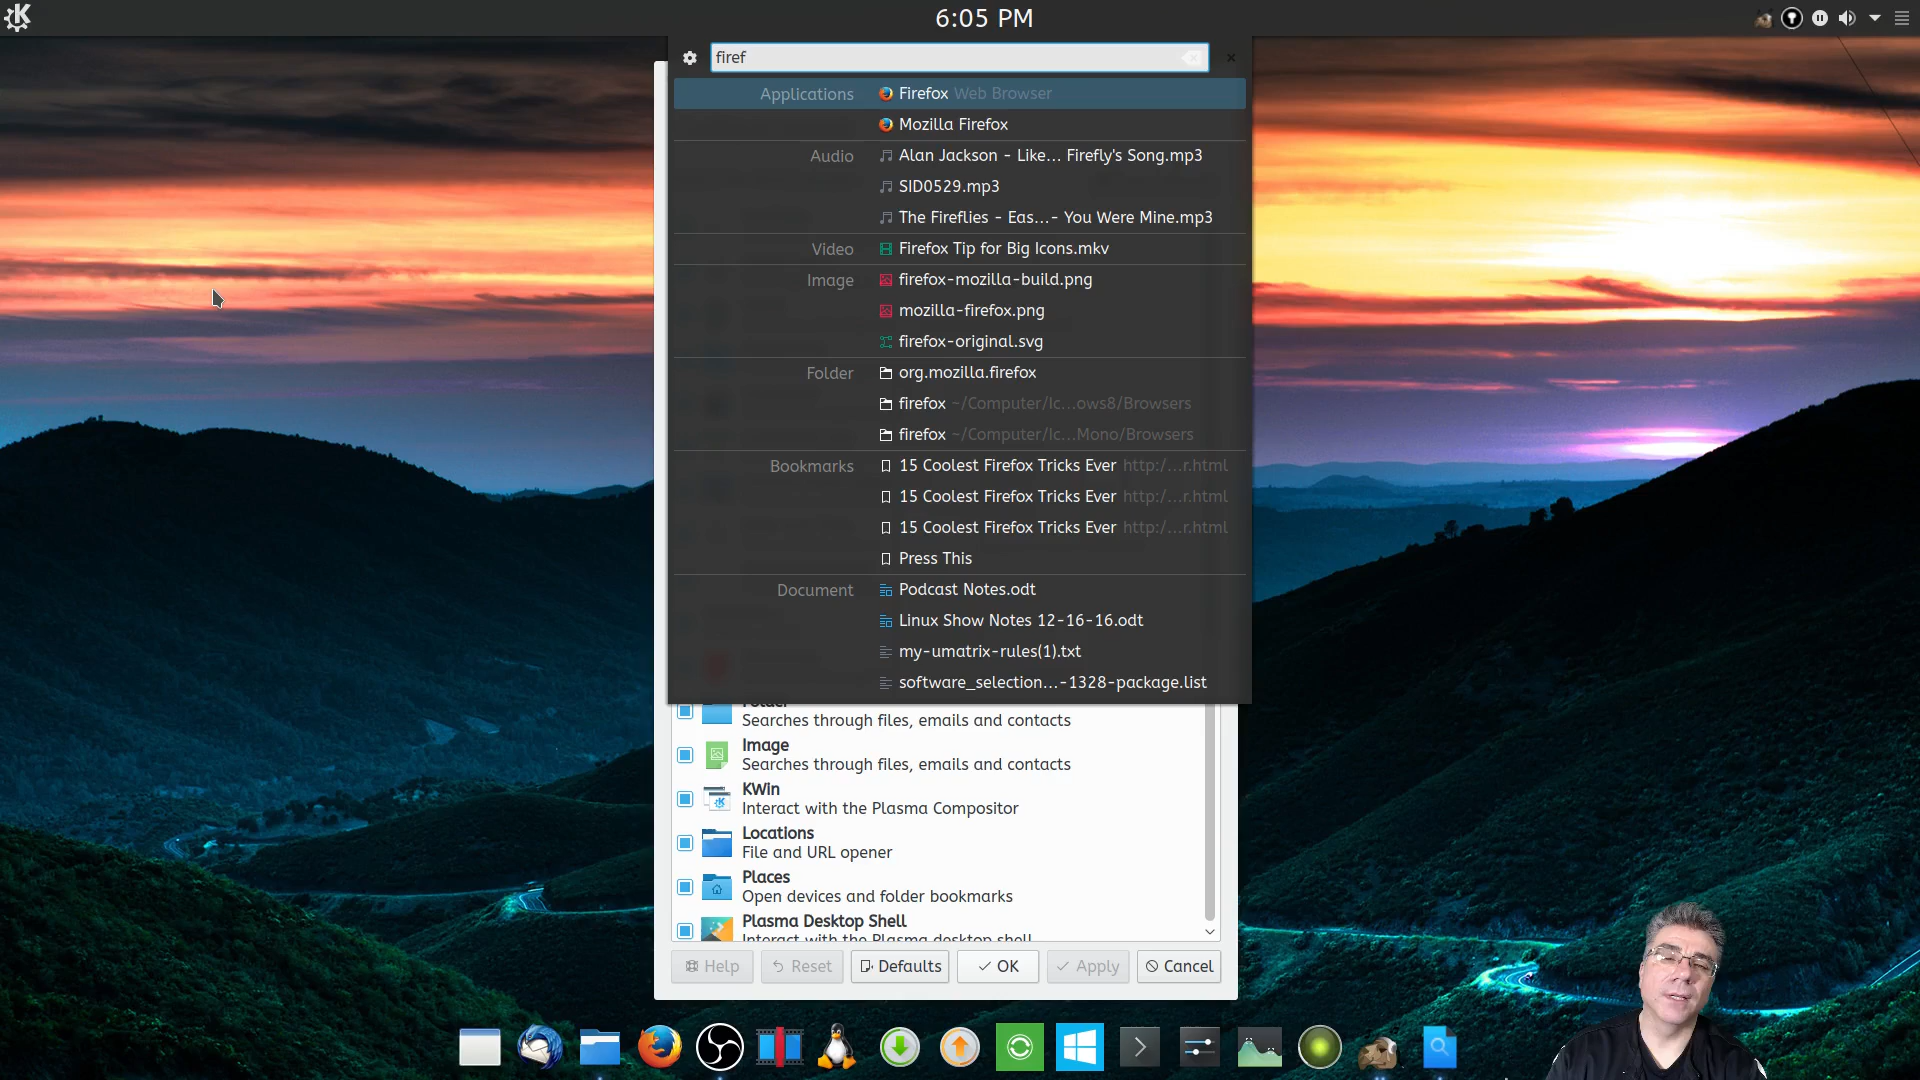 6:05 PM
firef
Applications Firefox Web Browser
Mozilla Firefox
Audio Alan Jackson - Like... Firefly's Song.mp3
SID0529.mp3
The Fireflies - Eas...- You Were Mine.mp3
Video Firefox Tip for Big Icons.mkv
Image firefox-mozilla-build.png
mozilla-firefox.png
firefox-original.svg
Folder org.mozilla.firefox
firefox ~/Computer/Ic...ows8/Browsers
firefox ~/Computer/Ic...Mono/Browsers
Bookmarks 15 Coolest Firefox Tricks Ever http:/...r.html
15 Coolest Firefox Tricks Ever http:/...r.html
15 Coolest Firefox Tricks Ever http:/...r.html
Press This
Document Podcast Notes.odt
Linux Show Notes 12-16-16.odt
my-umatrix-rules(1).txt
software_selection...-1328-package.list
Folder
Searches through files, emails and contacts
Image
Searches through files, emails and contacts
KWin
Interact with the Plasma Compositor
Locations
File and URL opener
Places
Open devices and folder bookmarks
Plasma Desktop Shell
Interact with the Plasma desktop shell
Help Reset Defaults OK Apply Cancel